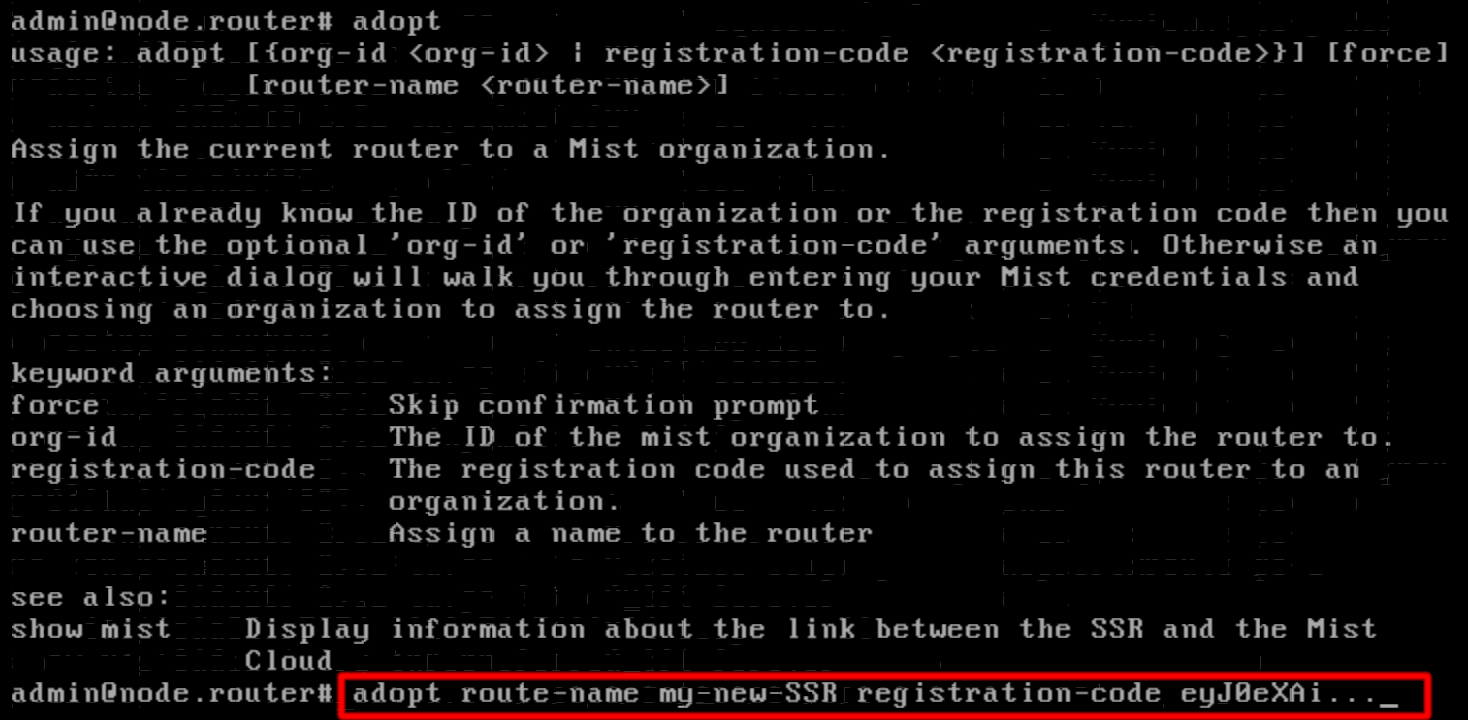 admin@node.router# adopt
usage: adopt [{org-id <org-id> | registration-code <registration-code>}] [force]
[router-name <router-name>]
Assign the current router to a Mist organization.
If you already know the ID of the organization or the registration code then you
can use the optional 'org-id' or 'registration-code' arguments. Otherwise an
interactive dialog will walk you through entering your Mist credentials and
choosing an organization to assign the router to.
keyword arguments:
force Skip confirmation prompt
org-id The ID of the mist organization to assign the router to.
registration-code The registration code used to assign this router to an
organization.
router-name Assign a name to the router
see also:
show mist Display information about the link between the SSR and the Mist
Cloud
admin@node.router# adopt route-name my-new-SSR registration-code eyJ0eXAi..._